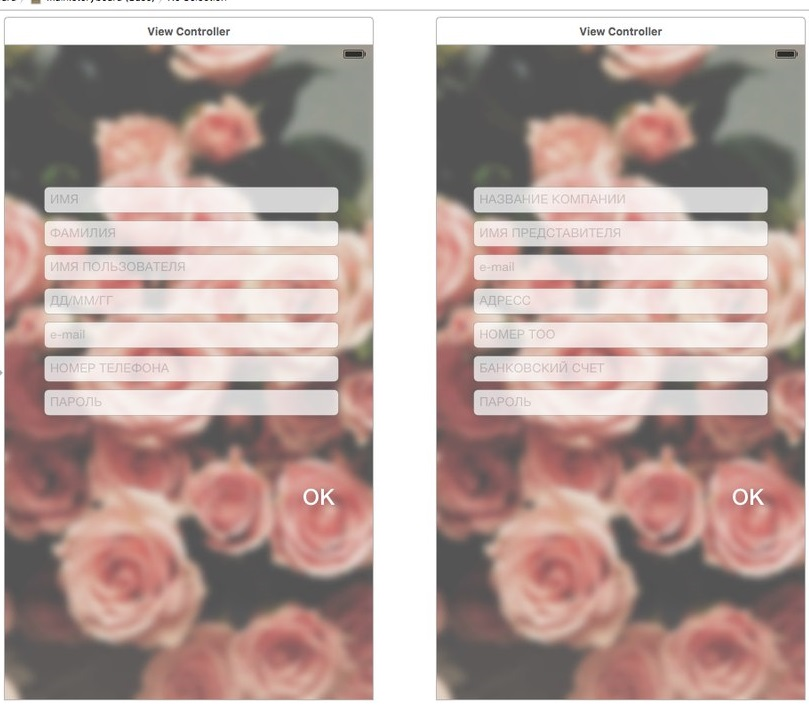 View Controller
ИМЯ
ФАМИЛИЯ
ИМЯ ПОЛЬЗОВАТЕЛЯ
ДД/ММ/ГГ
e-mail
НОМЕР ТЕЛЕФОНА
ПАРОЛЬ
OK
View Controller
НАЗВАНИЕ КОМПАНИИ
ИМЯ ПРЕДСТАВИТЕЛЯ
e-mail
АДРЕСС
НОМЕР ТОО
БАНКОВСКИЙ СЧЕТ
ПАРОЛЬ
OK